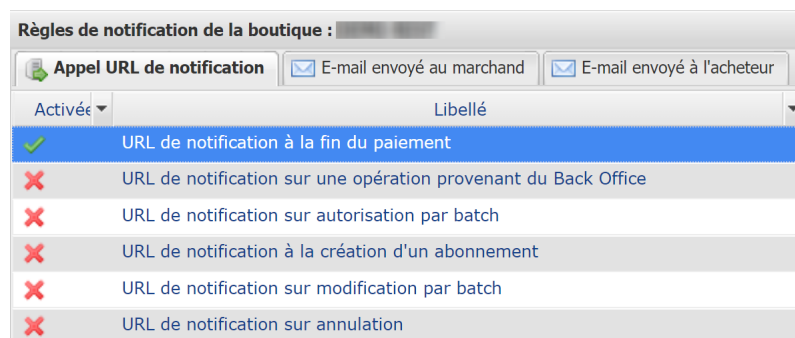 Règles de notification de la boutique :
Appel URL de notification E-mail envoyé au marchand E-mail envoyé à l'acheteur
Activée Libellé
URL de notification à la fin du paiement
URL de notification sur une opération provenant du Back Office
URL de notification sur autorisation par batch
URL de notification à la création d'un abonnement
URL de notification sur modification par batch
URL de notification sur annulation